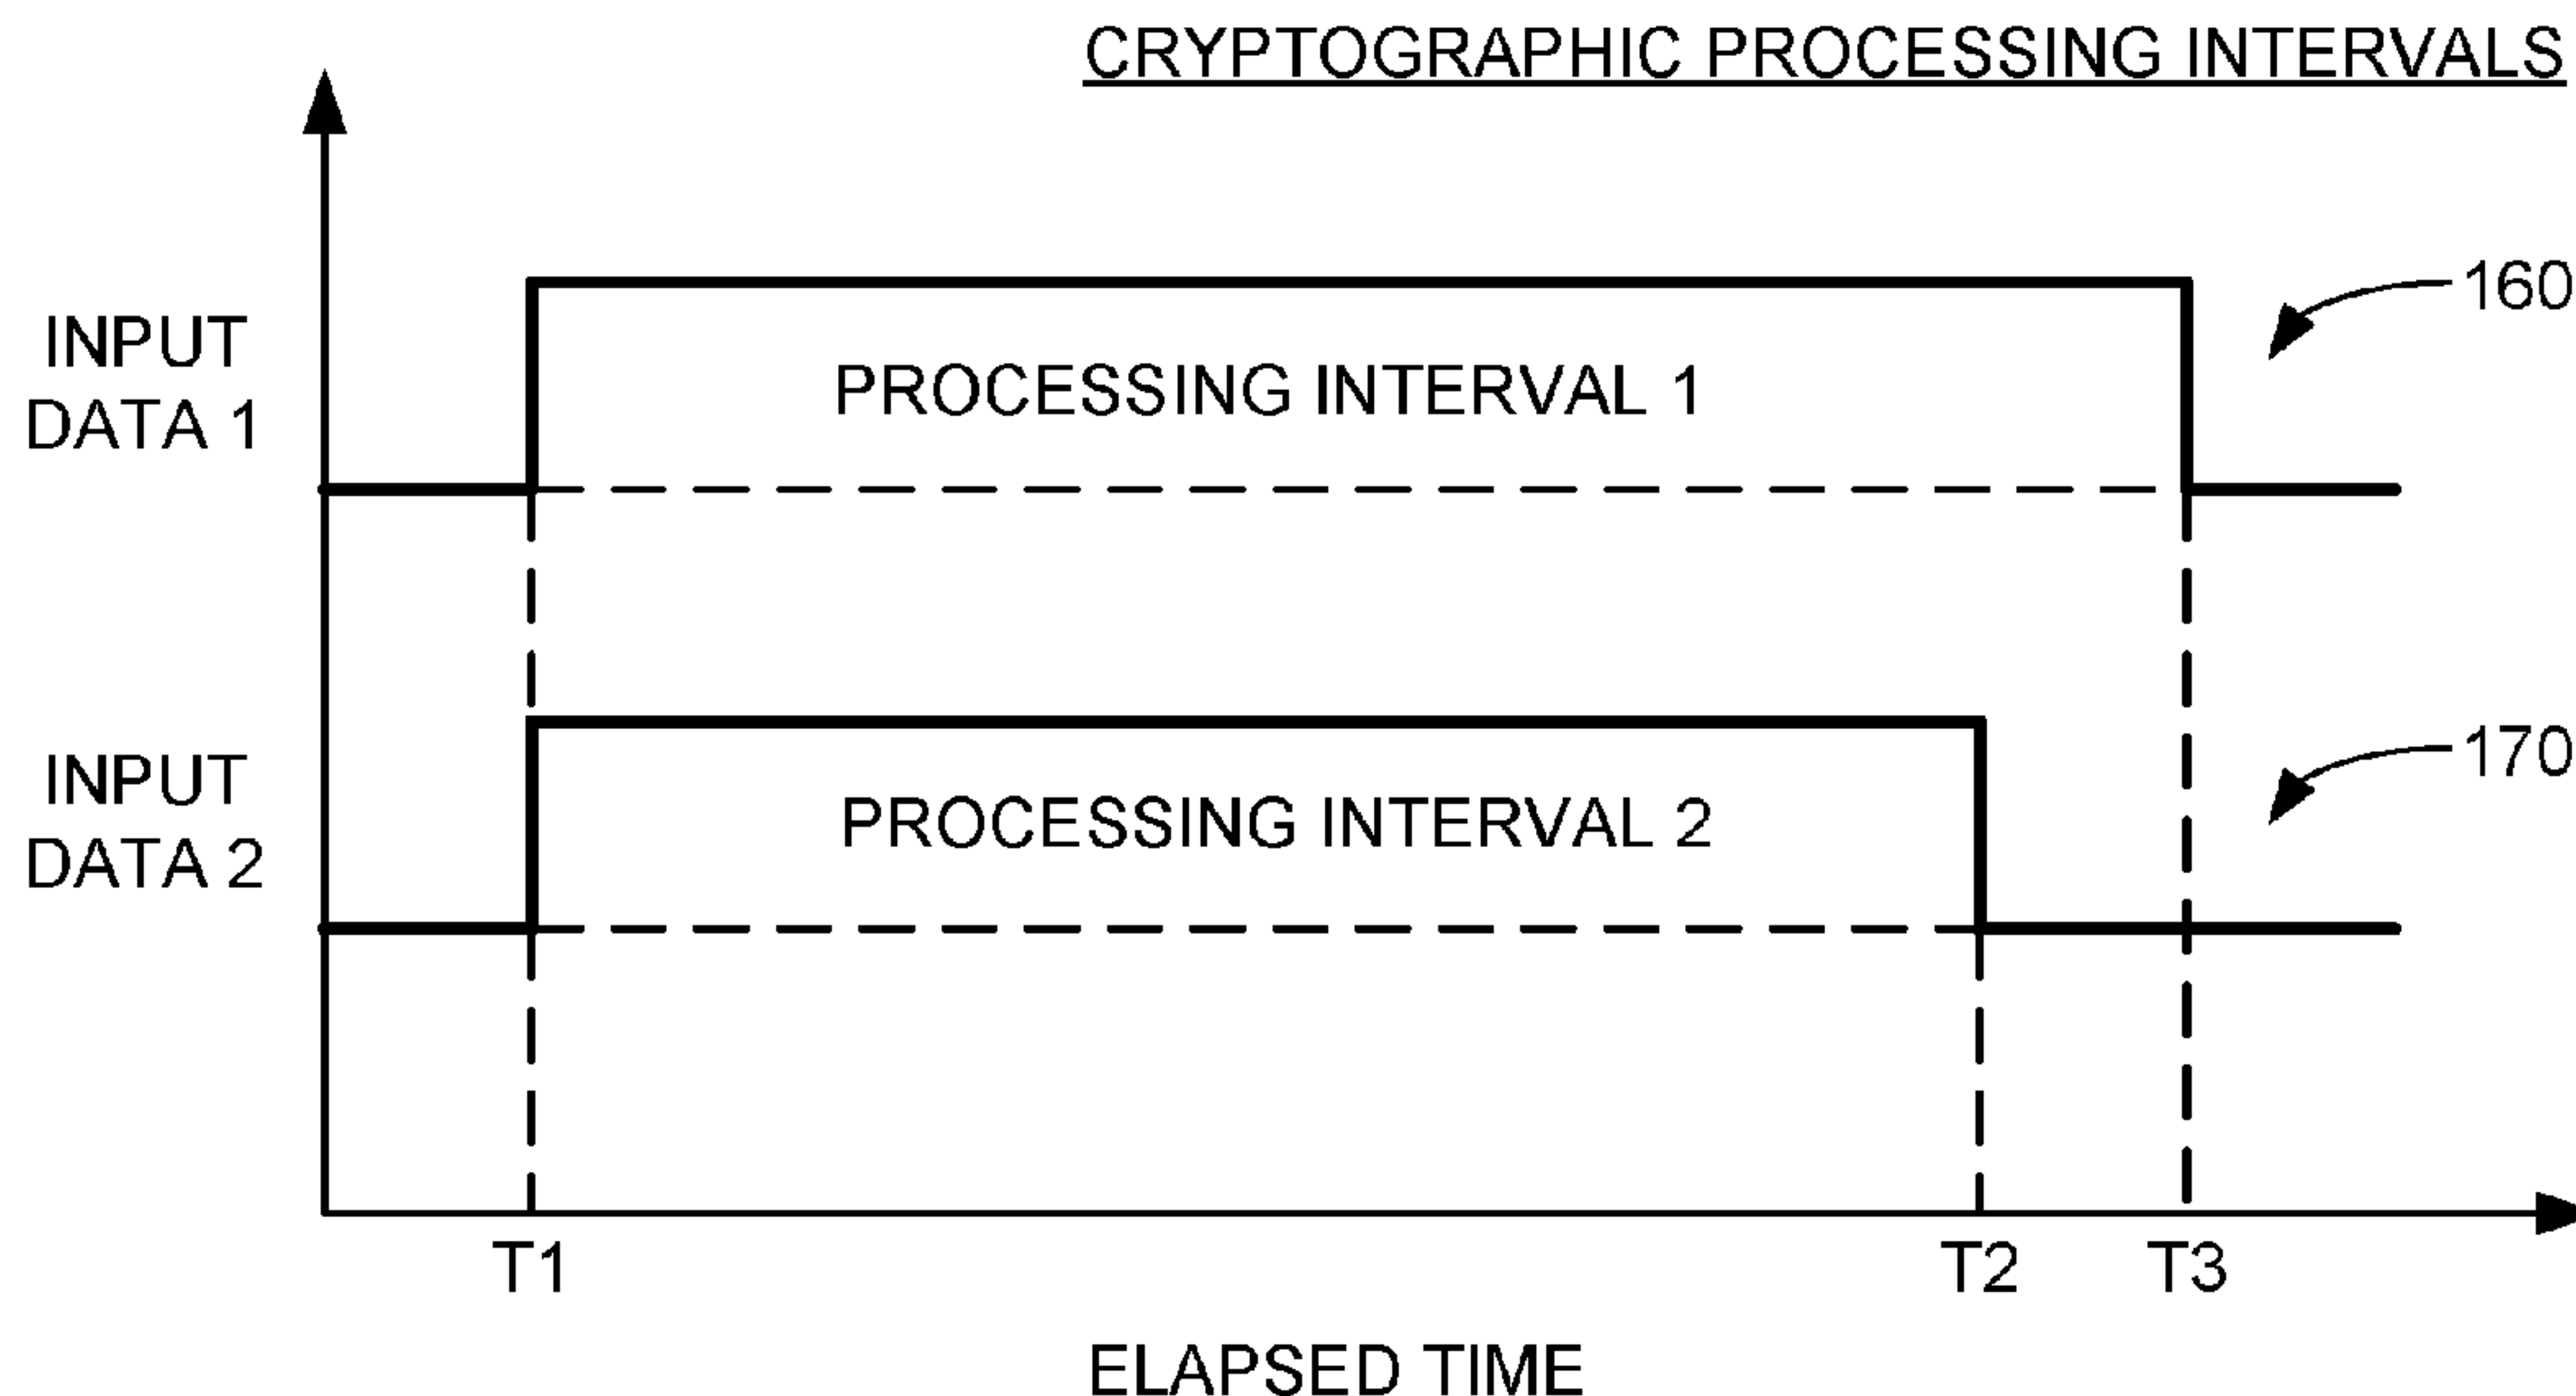 CRYPTOGRAPHIC PROCESSING INTERVALS
INPUT
DATA 1
PROCESSING INTERVAL 1
160
INPUT
DATA 2
PROCESSING INTERVAL 2
170
T1
T2
T3
ELAPSED TIME